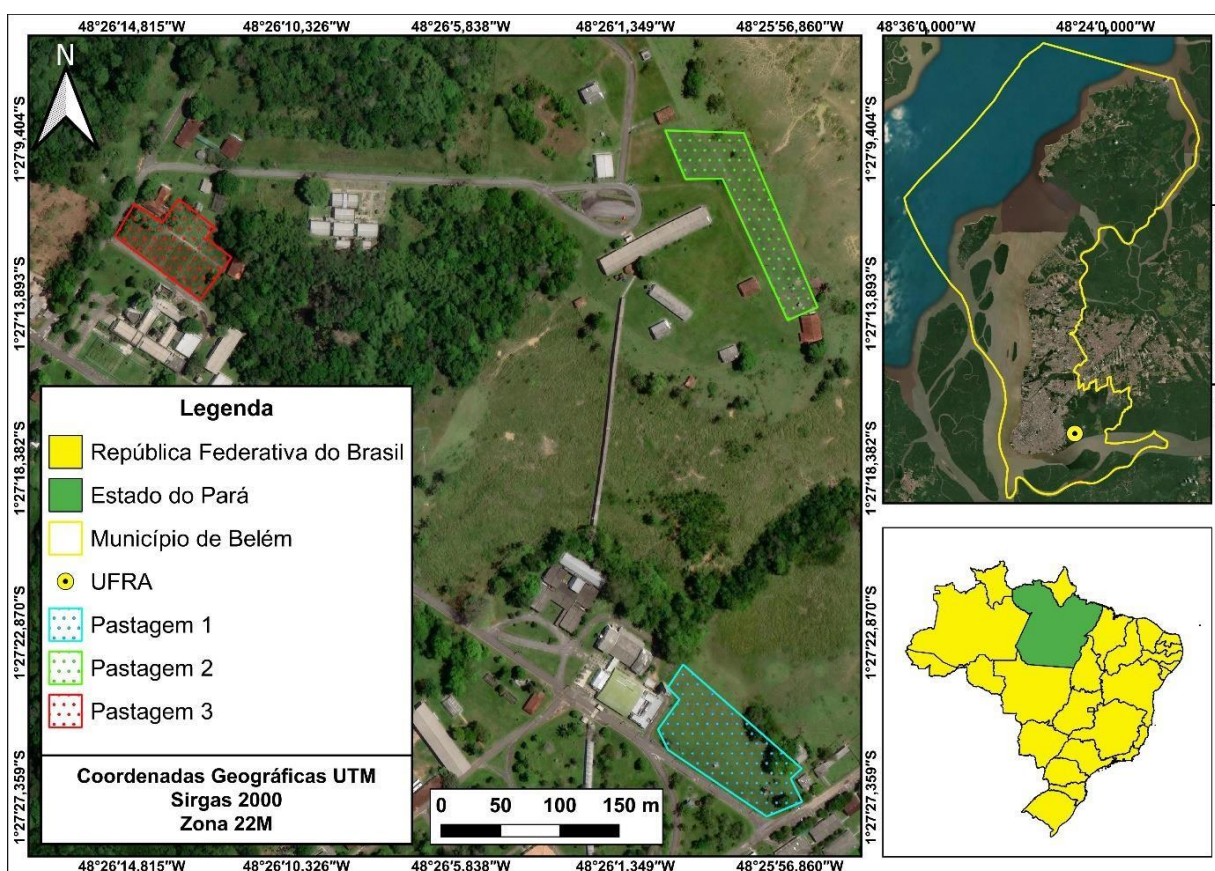 48°26'14,815"W 48°26'10,326"W 48°26'5,838"W 48°26'1,349"W 48°25'56,860"W
48°36'0,000"W 48°24'0,000"W
N
1°27'9,404"S
1°27'13,893"S
1°27'18,382"S
1°27'22,870"S
1°27'27,359"S
Legenda
República Federativa do Brasil
Estado do Pará
Município de Belém
UFRA
Pastagem 1
Pastagem 2
Pastagem 3
Coordenadas Geográficas UTM
Sirgas 2000
Zona 22M
0 50 100 150 m
1°27'9,404"S
1°27'13,893"S
1°27'18,382"S
1°27'22,870"S
1°27'27,359"S
48°26'14,815"W 48°26'10,326"W 48°26'5,838"W 48°26'1,349"W 48°25'56,860"W